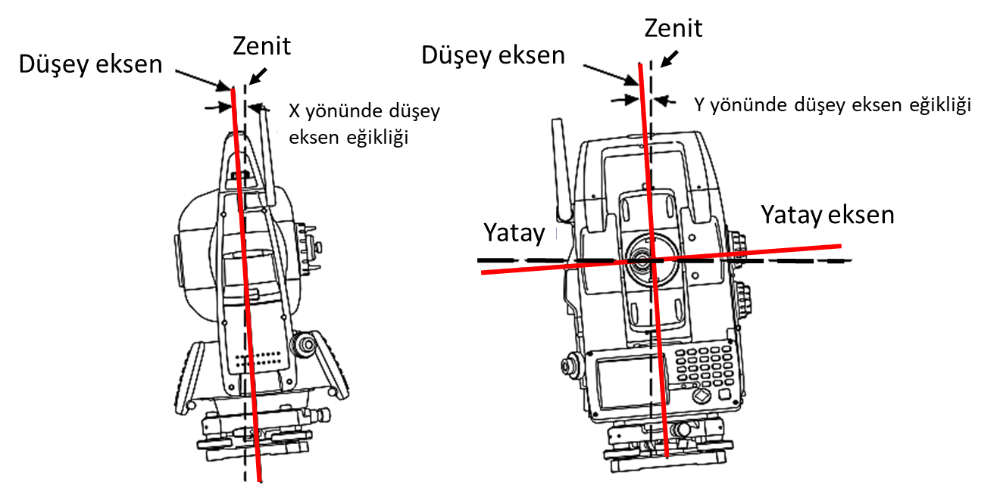 Zenit
Düşey eksen
X yönünde düşey
eksen eğikliği
Zenit
Düşey eksen
Y yönünde düşey eksen eğikliği
Yatay
Yatay eksen